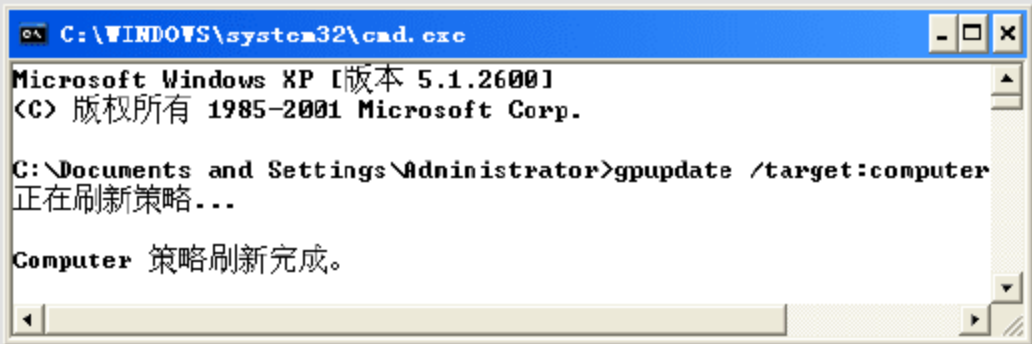 C:\WINDOWS\system32\cmd.exe
Microsoft Windows XP [版本 5.1.2600]
(C) 版权所有 1985-2001 Microsoft Corp.
C:\Documents and Settings\Administrator>gpupdate /target:computer
正在刷新策略...
Computer 策略刷新完成。